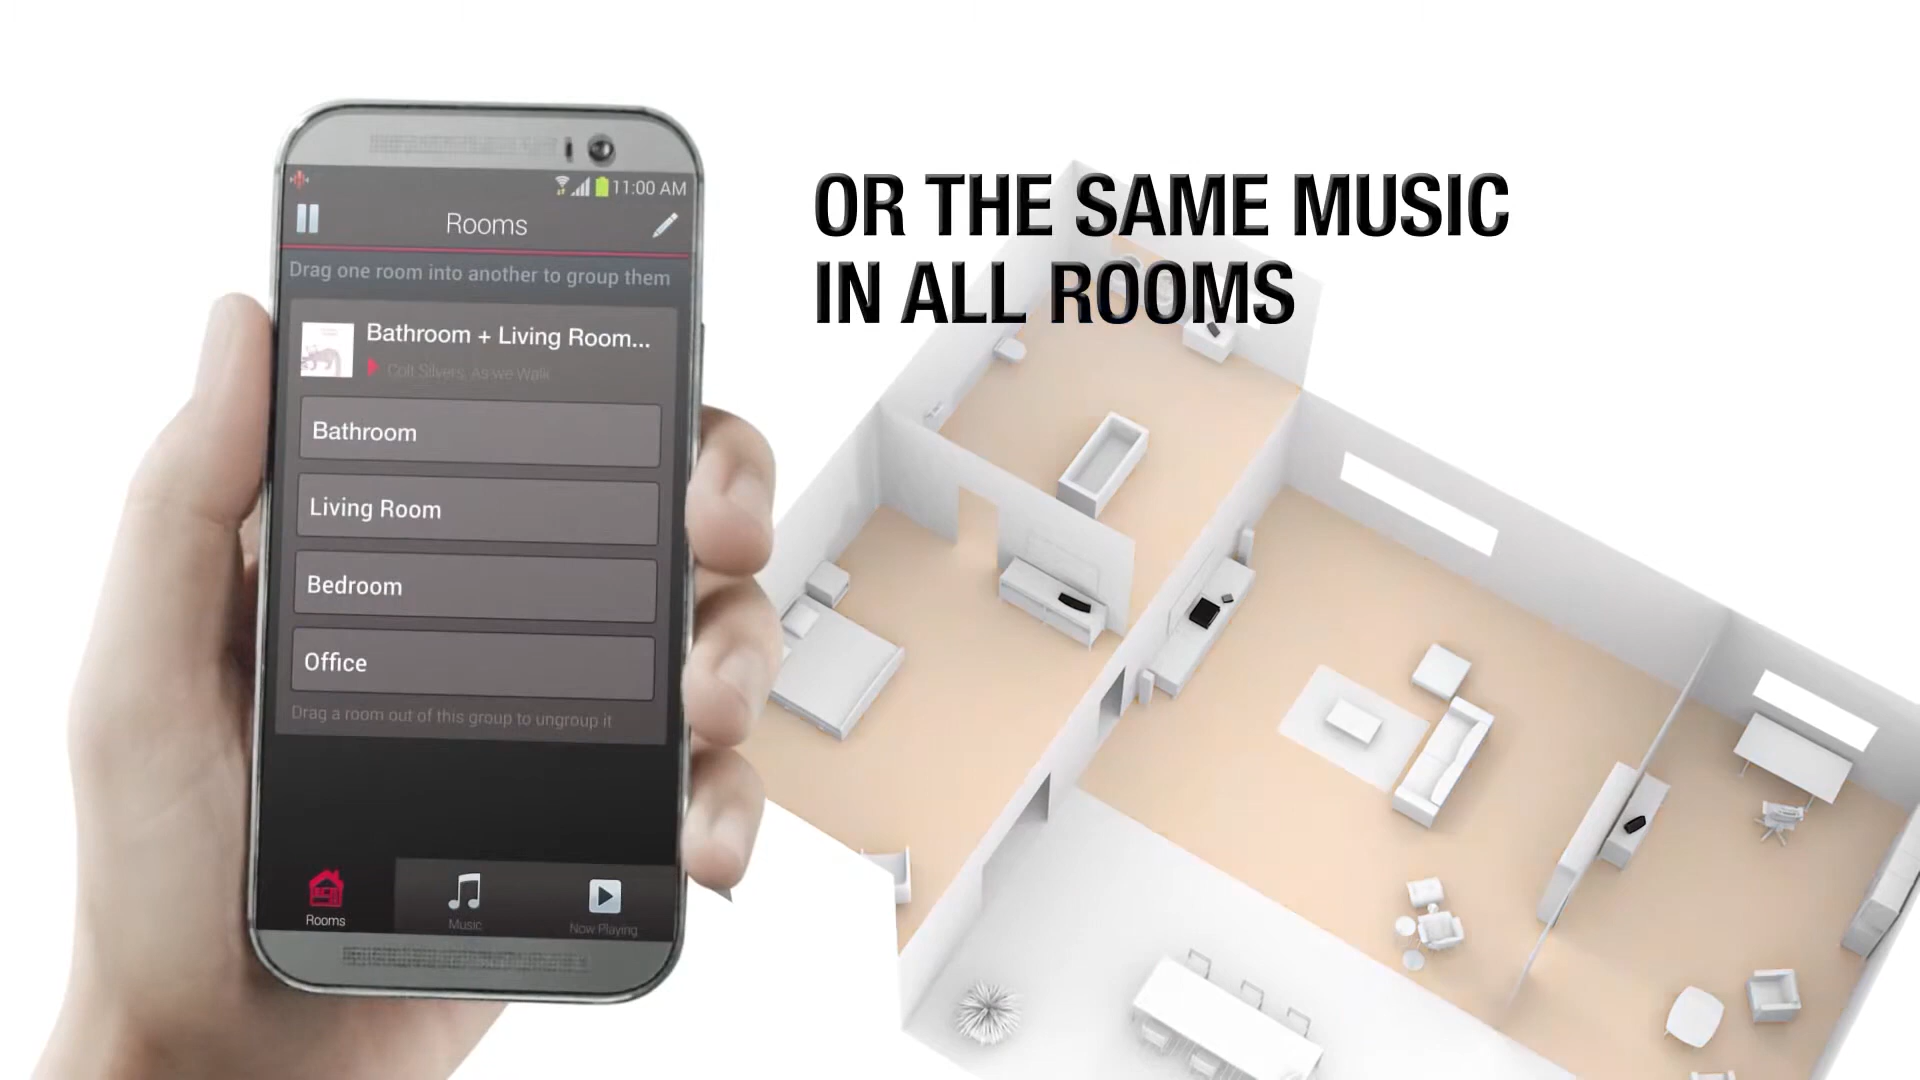 11:00 AM
Rooms
Drag one room into another to group them
Bathroom + Living Room...
Colt Silvers, As we Walk
Bathroom
Living Room
Bedroom
Office
Drag a room out of this group to ungroup it
Rooms
Music
Now Playing
OR THE SAME MUSIC
IN ALL ROOMS